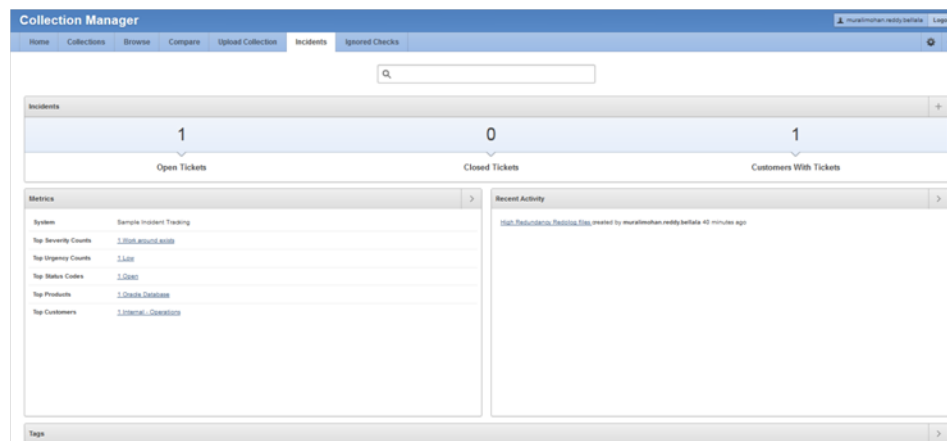 Collection Manager
muralimohan.reddy.bellala Logo
Home Collections Browse Compare Upload Collection Incidents Ignored Checks
Incidents
1 0 1
Open Tickets Closed Tickets Customers With Tickets
Metrics
System Sample Incident Tracking
Top Severity Counts 1 Work around exists
Top Urgency Counts 1 Low
Top Status Codes 1 Open
Top Products 1 Oracle Database
Top Customers 1 Internal - Operations
Recent Activity
High Redundancy Redolog files created by muralimohan.reddy.bellala 40 minutes ago
Tags